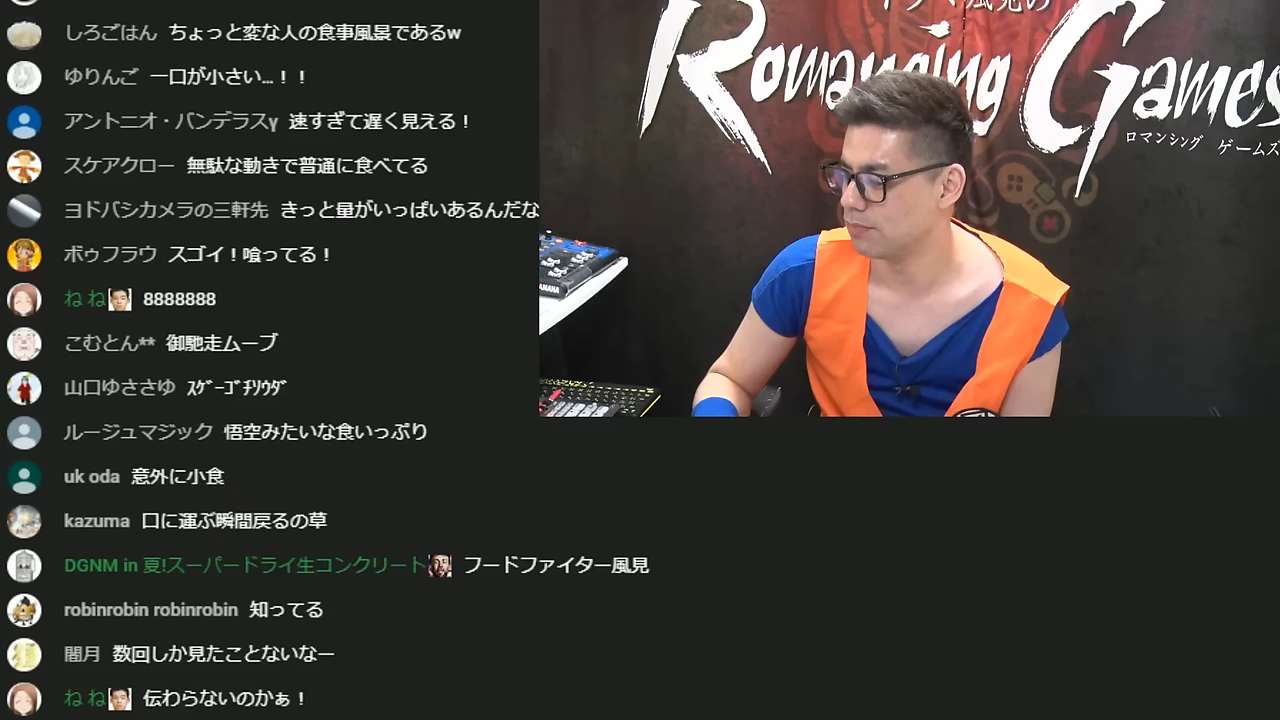 しろごはん ちょっと変な人の食事風景であるw
ゆりんご 一口が小さい...！！
アントニオ・バンデラスγ 速すぎて遅く見える！
スケアクロー 無駄な動きで普通に食べてる
ヨドバシカメラの三軒先 きっと量がいっぱいあるんだな
ボゥフラウ スゴイ！喰ってる！
ね ね 8888888
こむとん** 御馳走ムーブ
山口ゆささゆ ｽｹﾞｰｺﾞﾁﾘｳﾀﾞ
ルージュマジック 悟空みたいな食いっぷり
uk oda 意外に小食
kazuma 口に運ぶ瞬間戻るの草
DGNM in 夏!スーパードライ生コンクリート フードファイター風見
robinrobin robinrobin 知ってる
闇月 数回しか見たことないなー
ね ね 伝わらないのかぁ！
Romancing Games
ロマンシング ゲームズ
YAMAHA